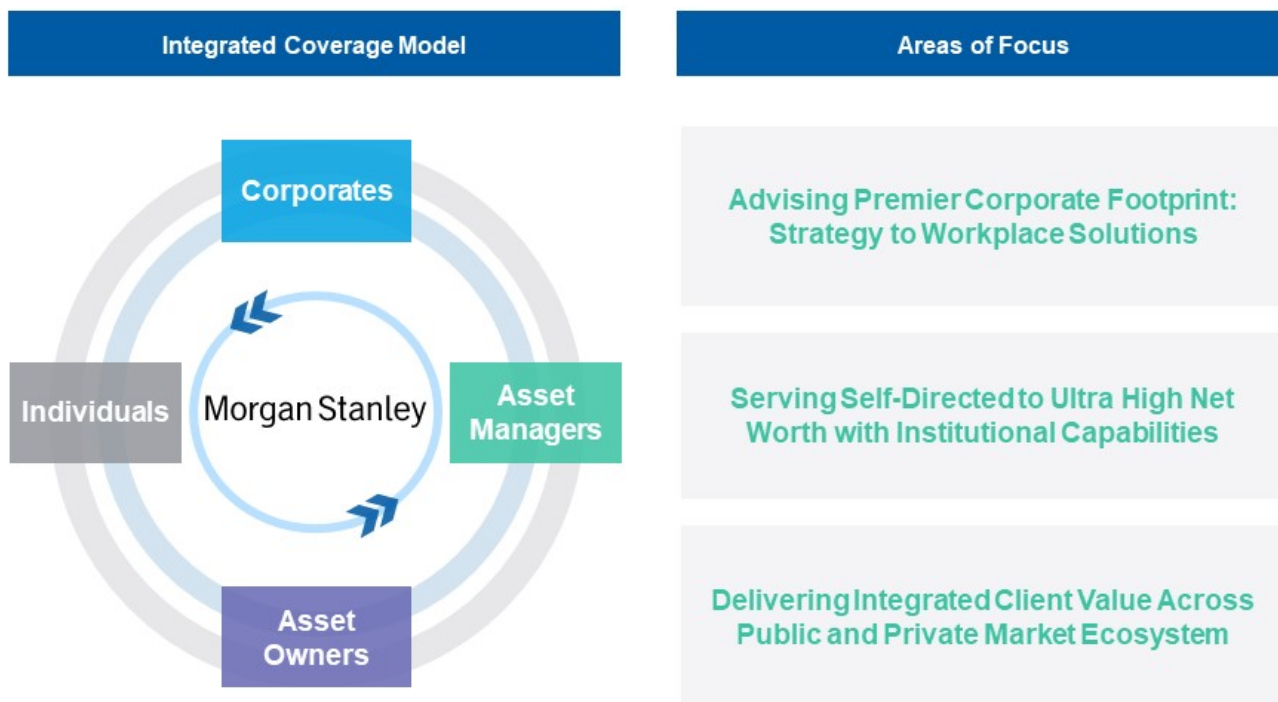 Integrated Coverage Model
Corporates
Individuals
Morgan Stanley
Asset
Managers
Asset
Owners
Areas of Focus
Advising Premier Corporate Footprint:
Strategy to Workplace Solutions
Serving Self-Directed to Ultra High Net
Worth with Institutional Capabilities
Delivering Integrated Client Value Across
Public and Private Market Ecosystem